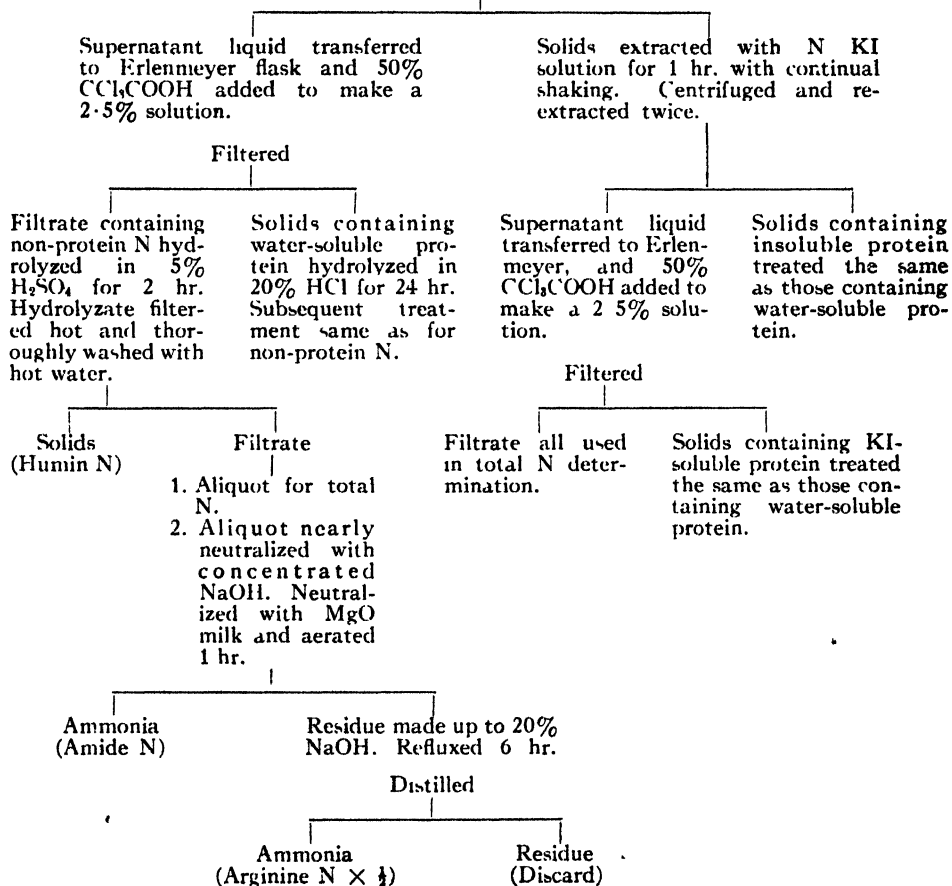 Supernatant liquid transferred
to Erlenmeyer flask and 50%
CCl₃COOH added to make a
2·5% solution.
Solids extracted with N KI
solution for 1 hr. with continual
shaking. Centrifuged and re-
extracted twice.
Filtered
Filtrate containing
non-protein N hyd-
rolyzed in 5%
H₂SO₄ for 2 hr.
Hydrolyzate filter-
ed hot and thor-
oughly washed with
hot water.
Solids containing
water-soluble pro-
tein hydrolyzed in
20% HCl for 24 hr.
Subsequent treat-
ment same as for
non-protein N.
Supernatant liquid
transferred to Erlen-
meyer, and 50%
CCl₃COOH added to
make a 2 5% solu-
tion.
Solids containing
insoluble protein
treated the same
as those containing
water-soluble pro-
tein.
Filtered
Solids
(Humin N)
Filtrate
1. Aliquot for total
N.
2. Aliquot nearly
neutralized with
concentrated
NaOH. Neutral-
ized with MgO
milk and aerated
1 hr.
Filtrate all used
in total N deter-
mination.
Solids containing KI-
soluble protein treated
the same as those con-
taining water-soluble
protein.
Ammonia
(Amide N)
Residue made up to 20%
NaOH. Refluxed 6 hr.
Distilled
Ammonia
(Arginine N × ½)
Residue
(Discard)